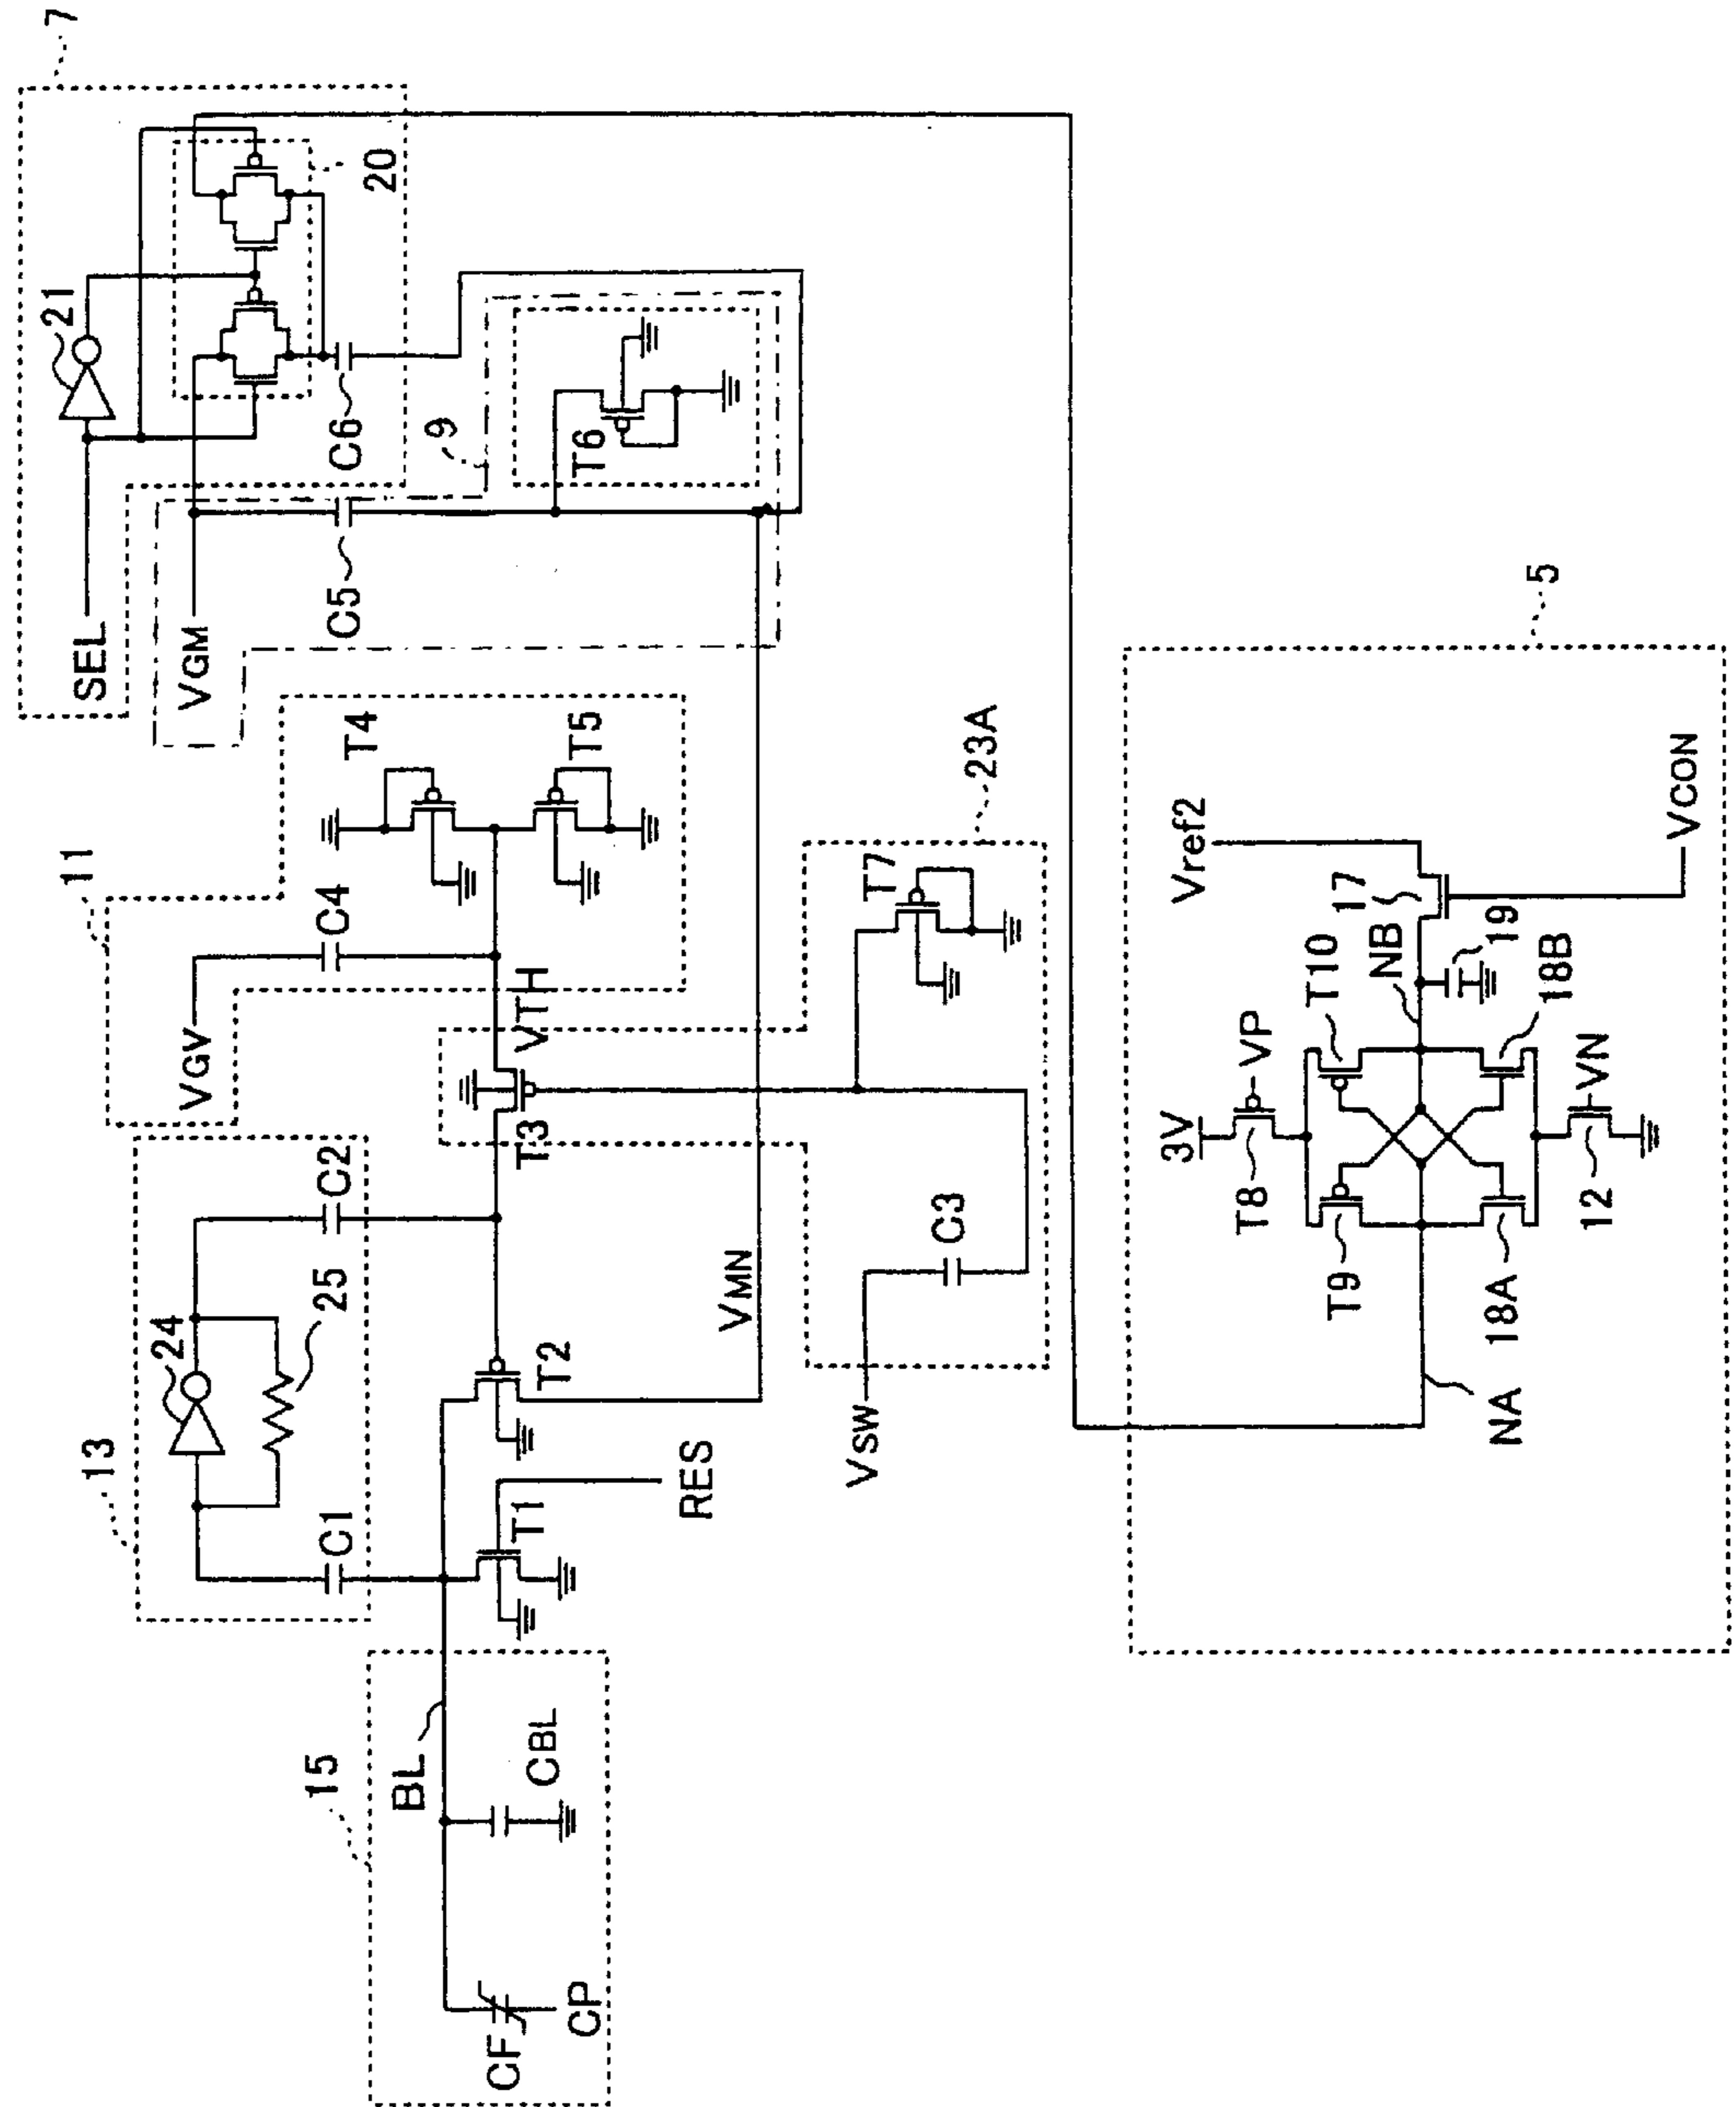 7
20
21
SEL
VGM
C6
C5
9
T6
11
VGV
C4
T4
T5
VTH
23A
T7
T3
13
24
25
C1
C2
T2
VMN
T1
RES
VSW
C3
15
BL
CBL
CF
CP
5
Vref2
VCON
17
19
NB
T10
18B
VP
3V
T8
VN
12
T9
18A
NA